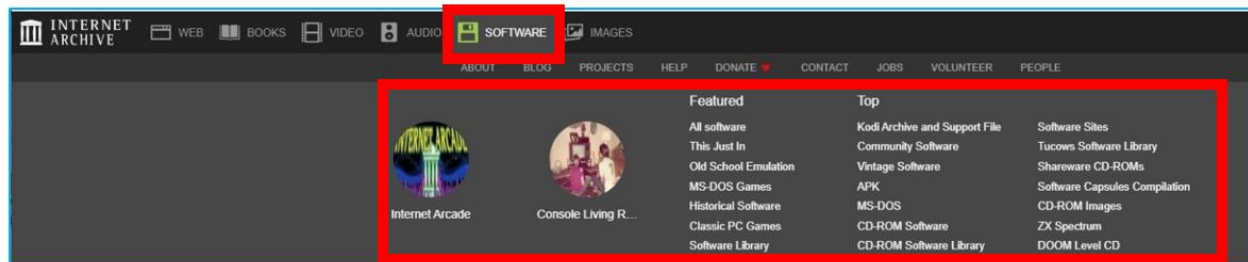 INTERNET ARCHIVE WEB BOOKS VIDEO AUDIO SOFTWARE IMAGES
ABOUT BLOG PROJECTS HELP DONATE CONTACT JOBS VOLUNTEER PEOPLE
INTERNET ARCADE
Internet Arcade
Console Living R...
Featured
All software
This Just In
Old School Emulation
MS-DOS Games
Historical Software
Classic PC Games
Software Library
Top
Kodi Archive and Support File
Community Software
Vintage Software
APK
MS-DOS
CD-ROM Software
CD-ROM Software Library
Software Sites
Tucows Software Library
Shareware CD-ROMs
Software Capsules Compilation
CD-ROM Images
ZX Spectrum
DOOM Level CD